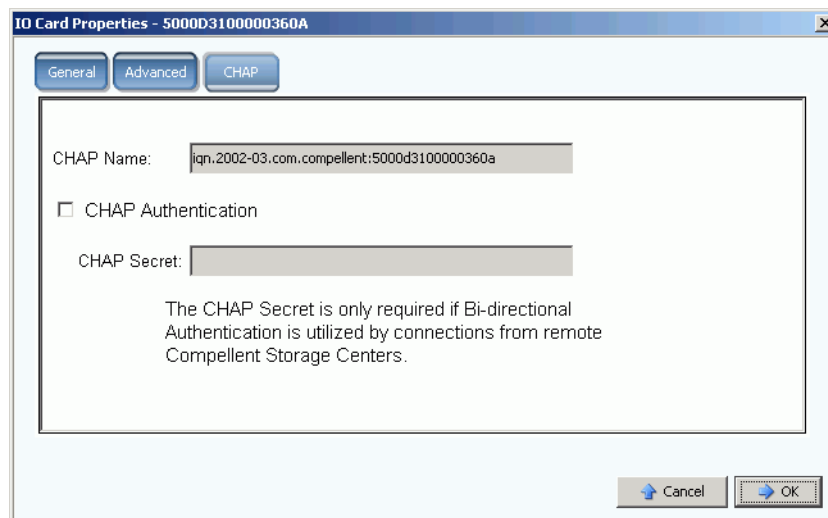 IO Card Properties - 5000D3100000360A
General
Advanced
CHAP
CHAP Name:
iqn.2002-03.com.compellent:5000d3100000360a
CHAP Authentication
CHAP Secret:
The CHAP Secret is only required if Bi-directional
Authentication is utilized by connections from remote
Compellent Storage Centers.
Cancel
OK